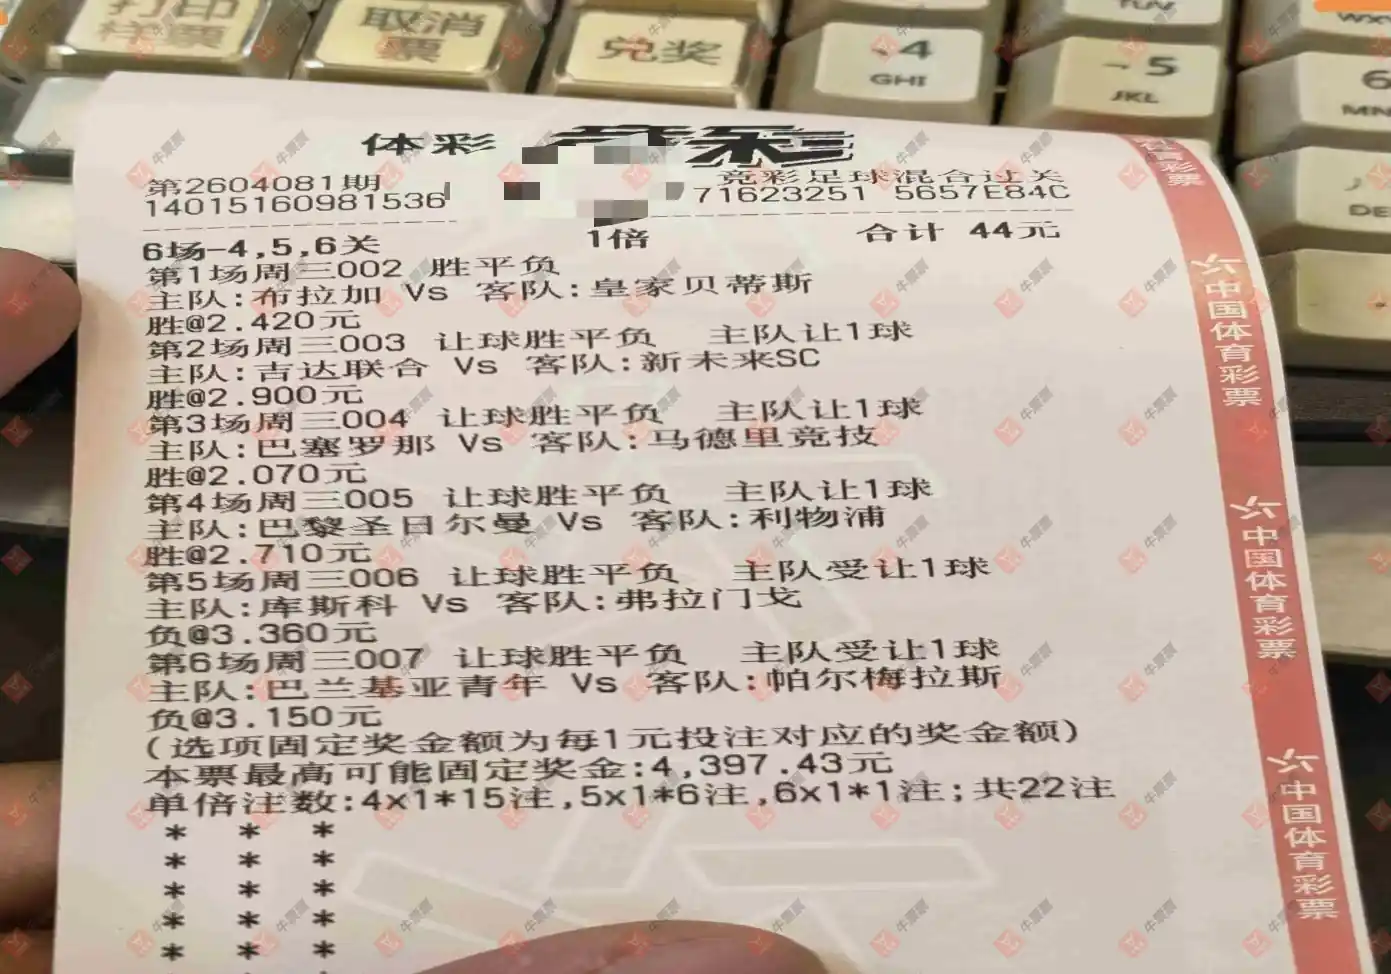 打印
样票
取消
票
兑奖
4
GHI
5
JKL
TUV
6
DE
体彩 竞彩
第2604081期 竞彩足球混合过关
14015160981536 71623251 5657E84C
6场-4,5,6关 1倍 合计 44元
第1场周三002 胜平负
主队:布拉加 Vs 客队:皇家贝蒂斯
胜@2.420元
第2场周三003 让球胜平负 主队让1球
主队:吉达联合 Vs 客队:新未来SC
胜@2.900元
第3场周三004 让球胜平负 主队让1球
主队:巴塞罗那 Vs 客队:马德里竞技
胜@2.070元
第4场周三005 让球胜平负 主队让1球
主队:巴黎圣日尔曼 Vs 客队:利物浦
胜@2.710元
第5场周三006 让球胜平负 主队受让1球
主队:库斯科 Vs 客队:弗拉门戈
负@3.360元
第6场周三007 让球胜平负 主队受让1球
主队:巴兰基亚青年 Vs 客队:帕尔梅拉斯
负@3.150元
(选项固定奖金额为每1元投注对应的奖金额)
本票最高可能固定奖金:4,397.43元
单倍注数:4x1*15注,5x1*6注,6x1*1注;共22注
* * *
* * *
* * *
* * *
* * *
体育彩票
中国体育彩票
中国体育彩票
中国体育彩票
牛票票